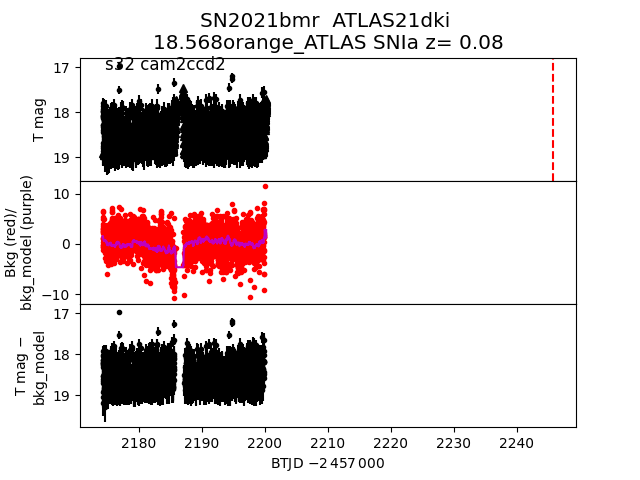 SN2021bmr ATLAS21dki
18.568orange_ATLAS SNIa z= 0.08
s32 cam2ccd2
17
18
19
T mag
10
0
−10
Bkg (red)/
bkg_model (purple)
17
18
19
T mag −
bkg_model
2180 2190 2200 2210 2220 2230 2240
BTJD −2 457 000